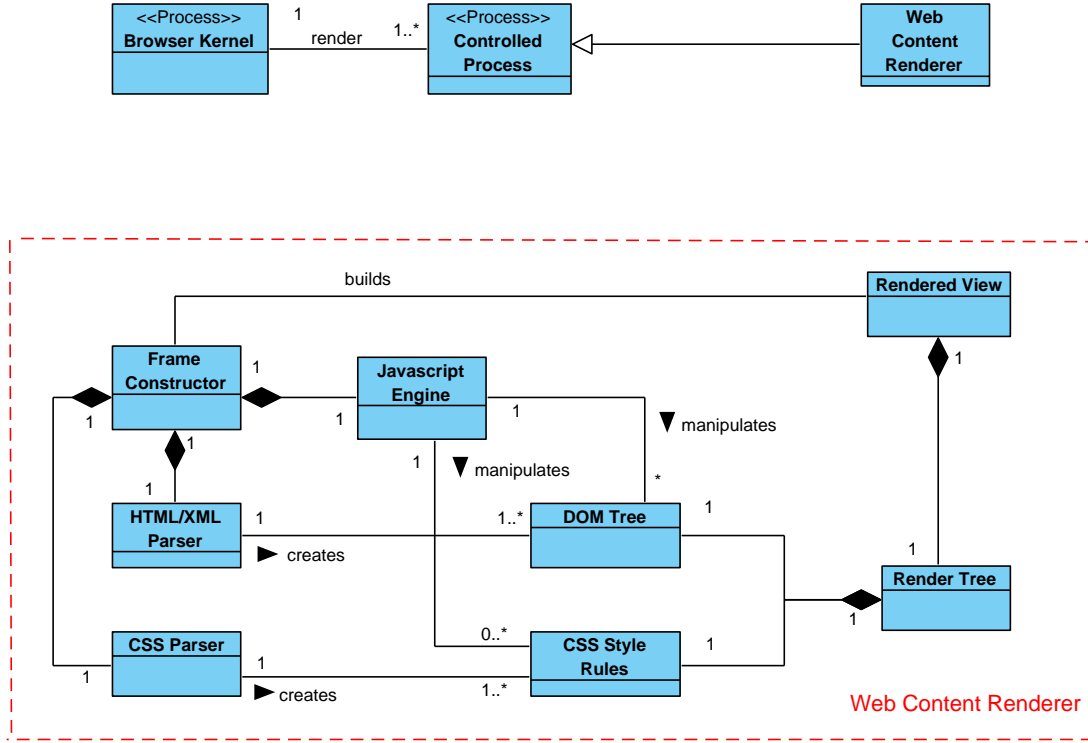 <<Process>>
Browser Kernel
1
render
1..*
<<Process>>
Controlled
Process
Web
Content
Renderer
builds
Rendered View
1
Frame
Constructor
1
1
1
Javascript
Engine
1
1
manipulates
1
manipulates
*
1
1
HTML/XML
Parser
1
creates
1..*
DOM Tree
1
1
Render Tree
1
CSS Parser
1
1
creates
0..*
1..*
CSS Style
Rules
1
Web Content Renderer